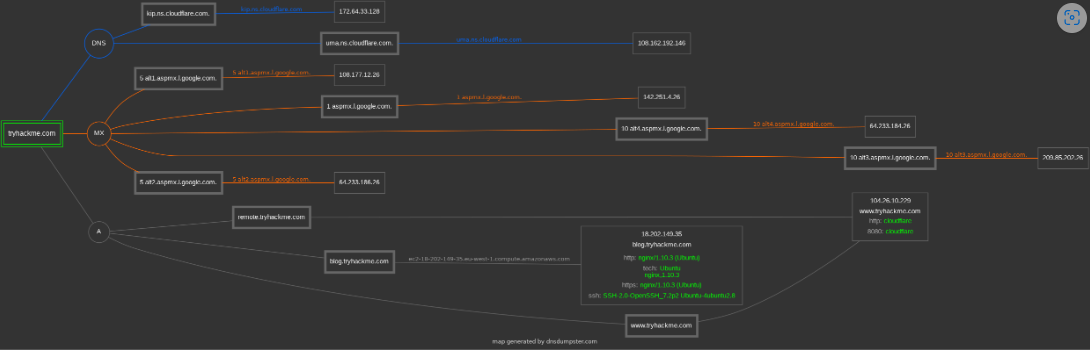 kip.ns.cloudflare.com.
kip.ns.cloudflare.com
172.64.33.128
DNS
uma.ns.cloudflare.com.
uma.ns.cloudflare.com
108.162.192.146
5 alt1.aspmx.l.google.com.
5 alt1.aspmx.l.google.com.
108.177.12.26
1 aspmx.l.google.com.
1 aspmx.l.google.com.
142.251.4.26
tryhackme.com
MX
10 alt4.aspmx.l.google.com.
10 alt4.aspmx.l.google.com.
64.233.184.26
10 alt3.aspmx.l.google.com.
10 alt3.aspmx.l.google.com.
209.85.202.26
5 alt2.aspmx.l.google.com.
5 alt2.aspmx.l.google.com.
64.233.186.26
A
remote.tryhackme.com
104.26.10.229
www.tryhackme.com
http: cloudflare
8080: cloudflare
blog.tryhackme.com
ec2-18-202-149-35.eu-west-1.compute.amazonaws.com
18.202.149.35
blog.tryhackme.com
http: nginx/1.10.3 (Ubuntu)
tech: Ubuntu
nginx,1.10.3
https: nginx/1.10.3 (Ubuntu)
ssh: SSH-2.0-OpenSSH_7.2p2 Ubuntu-4ubuntu2.8
www.tryhackme.com
map generated by dnsdumpster.com